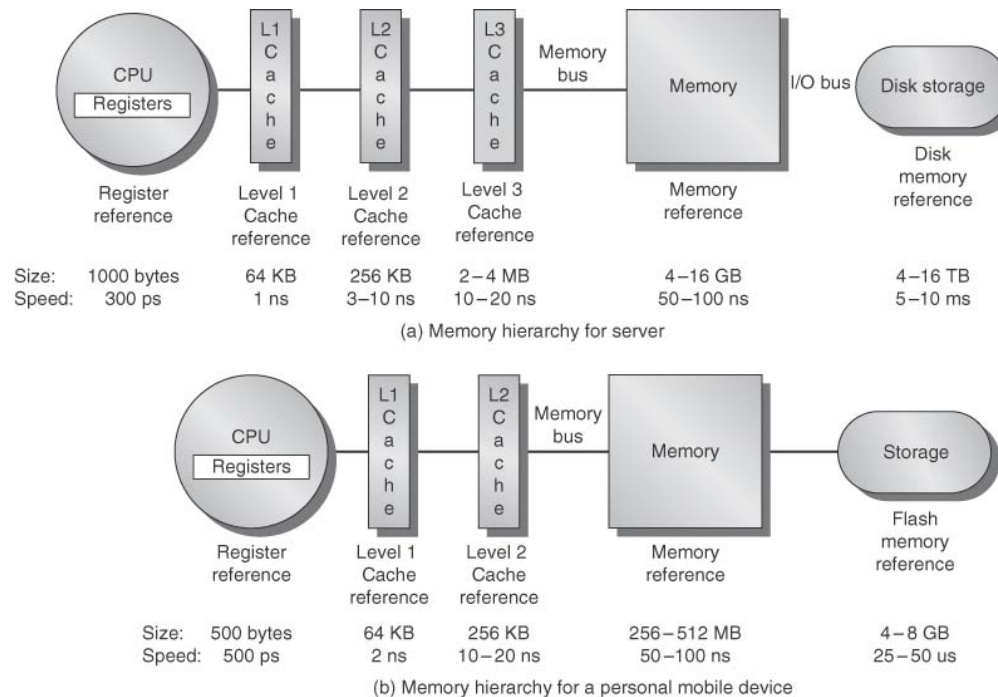 CPU
Registers
L1
C
a
c
h
e
L2
C
a
c
h
e
L3
C
a
c
h
e
Memory
bus
Memory
I/O bus
Disk storage
Register
reference
Level 1
Cache
reference
Level 2
Cache
reference
Level 3
Cache
reference
Memory
reference
Disk
memory
reference
Size: 1000 bytes 64 KB 256 KB 2–4 MB 4–16 GB 4–16 TB
Speed: 300 ps 1 ns 3–10 ns 10–20 ns 50–100 ns 5–10 ms
(a) Memory hierarchy for server
CPU
Registers
L1
C
a
c
h
e
L2
C
a
c
h
e
Memory
bus
Memory
Storage
Register
reference
Level 1
Cache
reference
Level 2
Cache
reference
Memory
reference
Flash
memory
reference
Size: 500 bytes 64 KB 256 KB 256–512 MB 4–8 GB
Speed: 500 ps 2 ns 10–20 ns 50–100 ns 25–50 us
(b) Memory hierarchy for a personal mobile device